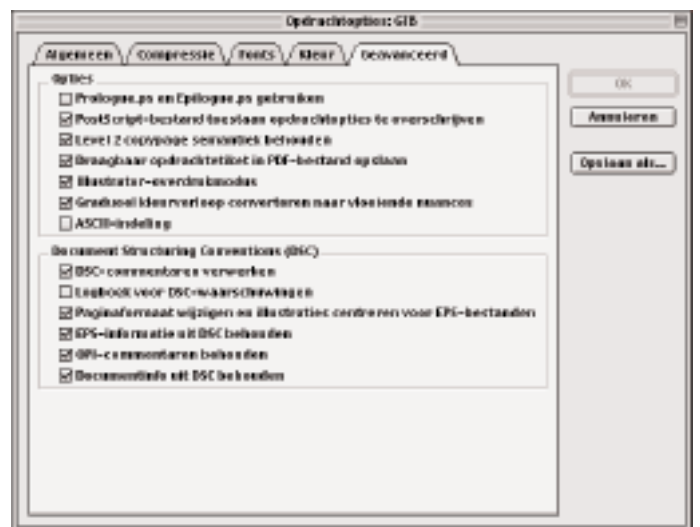 Opdrachtopties: GIB
Algemeen Compressie Fonts Kleur Geavanceerd
Opties
Prologue.ps en Epilogue.ps gebruiken
PostScript-bestand toestaan opdrachtopties te overschrijven
Level 2 copypage semantiek behouden
Draagbaar opdrachtetiket in PDF-bestand opslaan
Illustrator-overdrukmodus
Gradueel kleurverloop converteren naar vloeiende nuances
ASCII-indeling
Document Structuring Conventions (DSC)
DSC-commentaren verwerken
Logboek voor DSC-waarschuwingen
Paginaformaat wijzigen en illustraties centreren voor EPS-bestanden
EPS-informatie uit DSC behouden
OPI-commentaren behouden
Documentinfo uit DSC behouden
OK
Annuleren
Opslaan als...